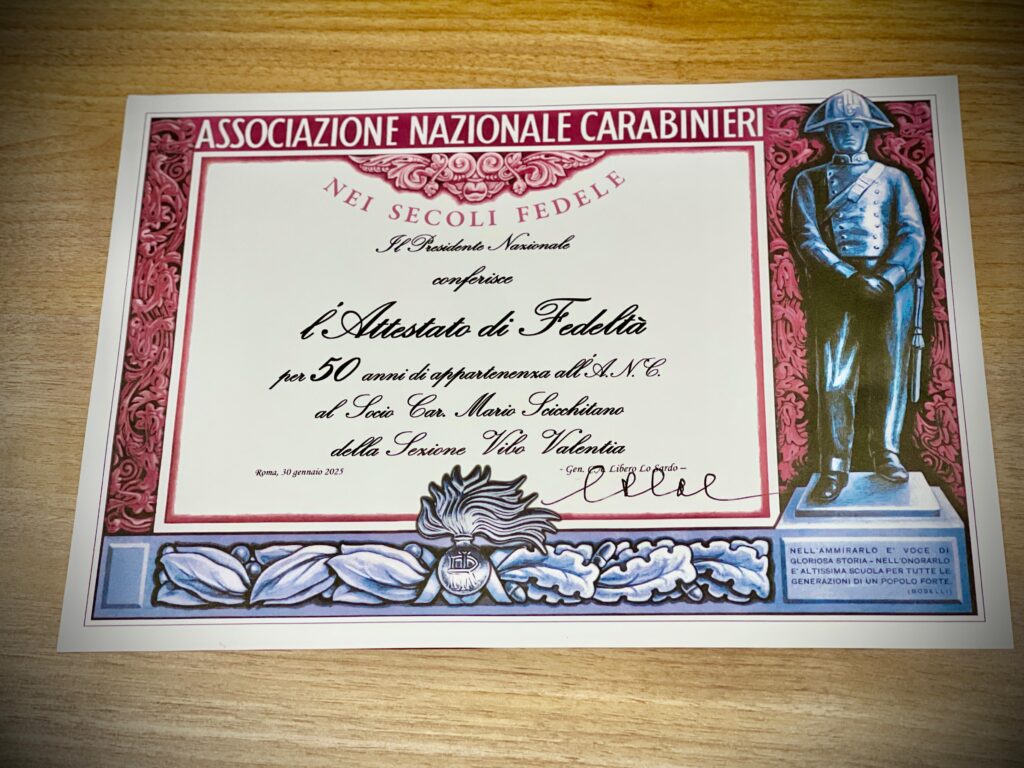 ASSOCIAZIONE NAZIONALE CARABINIERI
NEI SECOLI FEDELE
Il Presidente Nazionale
conferisce
l'Attestato di Fedeltà
per 50 anni di appartenenza all'A.N.C.
al Socio Car. Mario Scicchitano
della Sezione Vibo Valentia
Roma, 30 gennaio 2025
- Gen. C.A. Libero Lo Sardo –
NELL'AMMIRARLO E' VOCE DI
GLORIOSA STORIA - NELL'ONORARLO
E' ALTISSIMA SCUOLA PER TUTTE LE
GENERAZIONI DI UN POPOLO FORTE.
(BOSELLI)